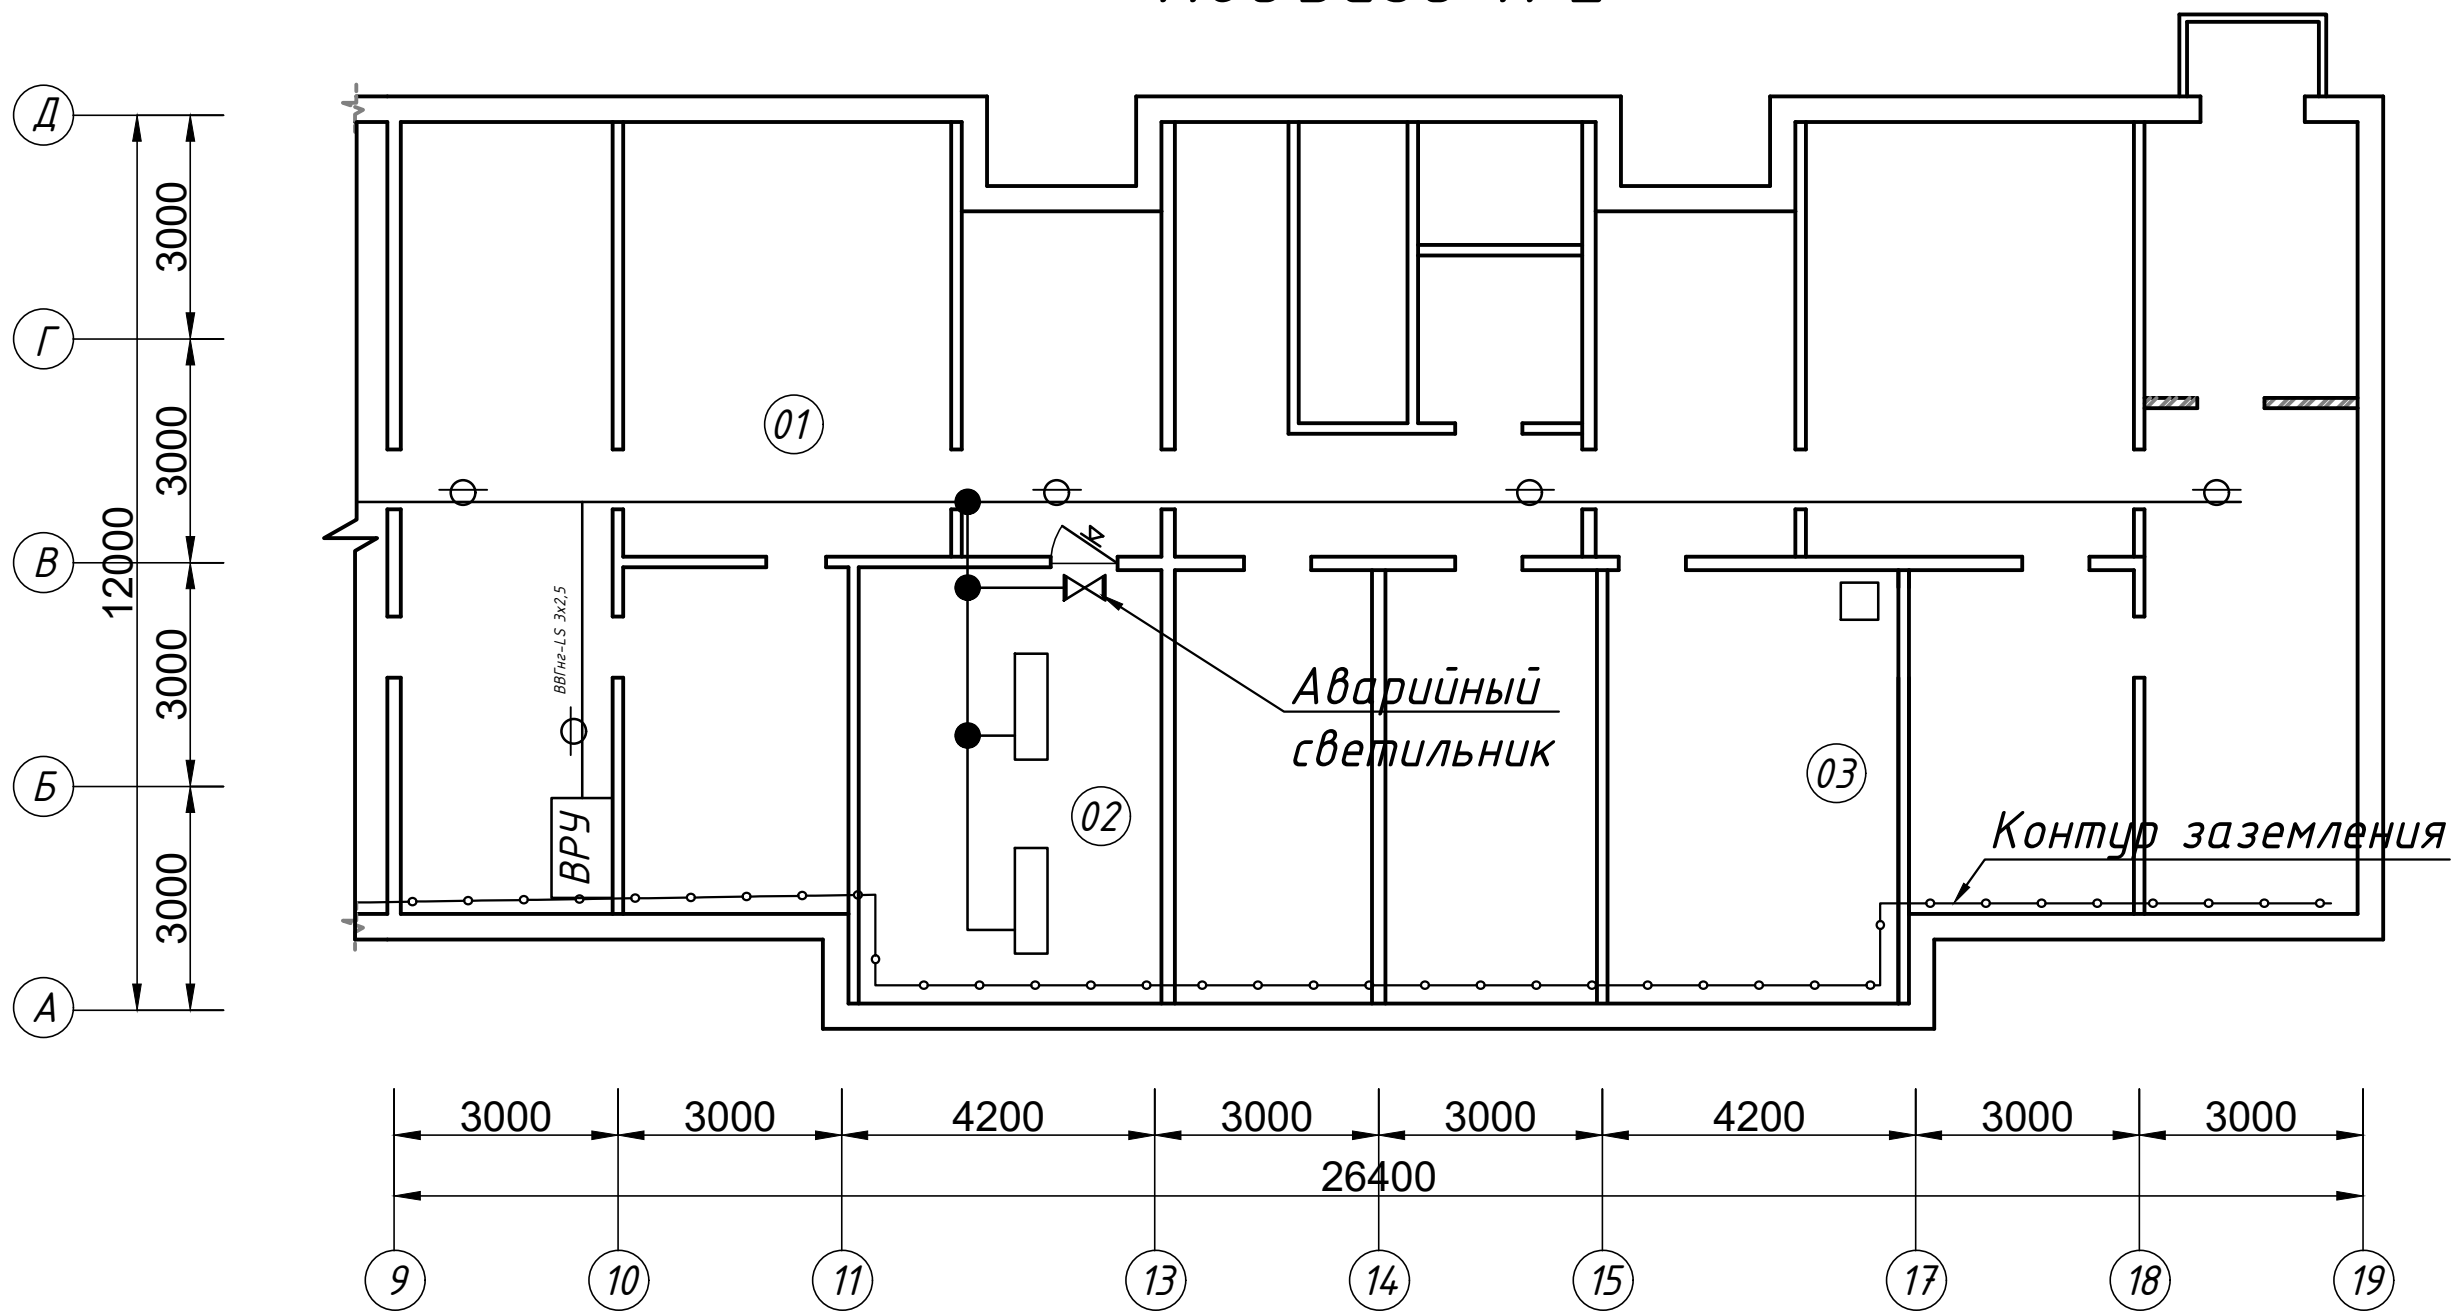 Д
3000
Г
01
3000
В
12000
ВВГнг-LS 3х2,5
3000
Аварийный
светильник
Б
02
03
ВРУ
Контур заземления
3000
А
3000 3000 4200 3000 3000 4200 3000 3000
26400
9 10 11 13 14 15 17 18 19